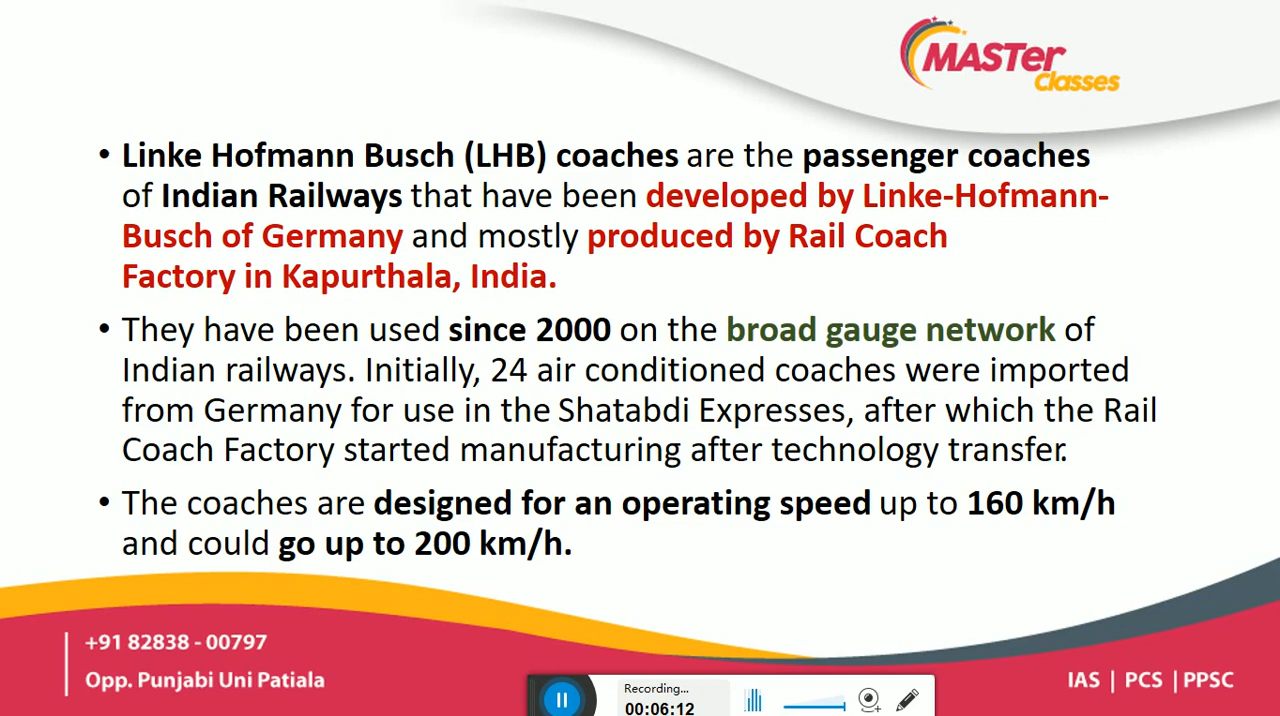 MASTer
Classes
• Linke Hofmann Busch (LHB) coaches are the passenger coaches
of Indian Railways that have been developed by Linke-Hofmann-
Busch of Germany and mostly produced by Rail Coach
Factory in Kapurthala, India.
• They have been used since 2000 on the broad gauge network of
Indian railways. Initially, 24 air conditioned coaches were imported
from Germany for use in the Shatabdi Expresses, after which the Rail
Coach Factory started manufacturing after technology transfer.
• The coaches are designed for an operating speed up to 160 km/h
and could go up to 200 km/h.
+91 82838 - 00797
Opp. Punjabi Uni Patiala
IAS | PCS | PPSC
Recording...
00:06:12